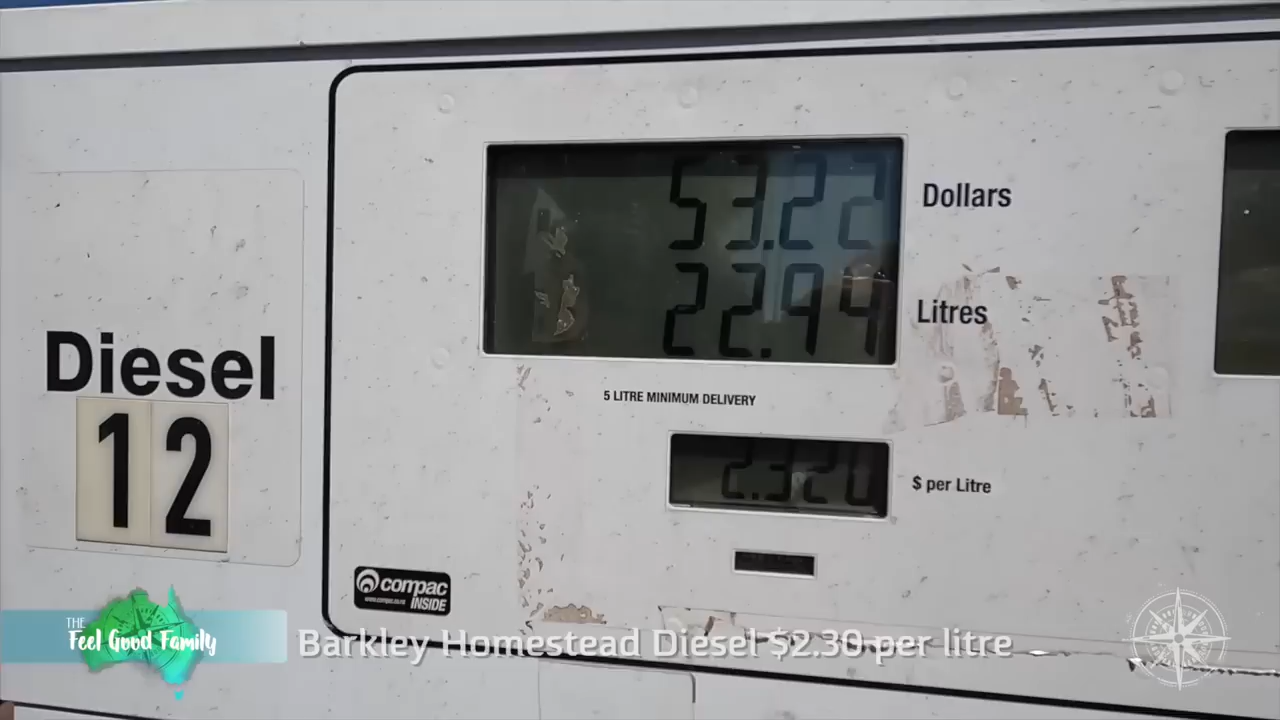 53.22
Dollars
22.94
Litres
Diesel
12
5 LITRE MINIMUM DELIVERY
2.320
$ per Litre
compac
INSIDE
THE
Feel Good Family
Barkley Homestead Diesel $2.30 per litre